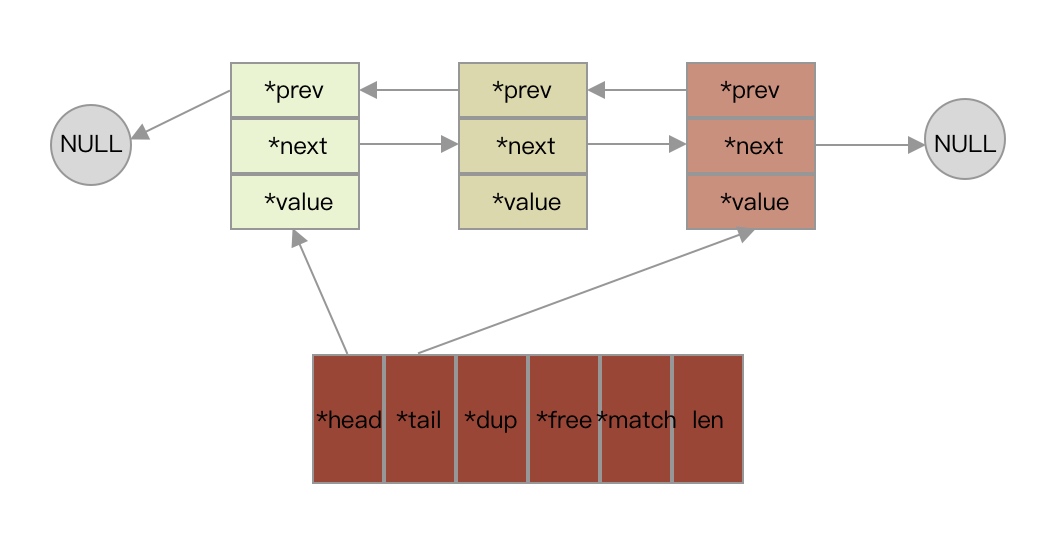 *prev *prev *prev
NULL *next *next *next NULL
*value *value *value
*head *tail *dup *free *match len